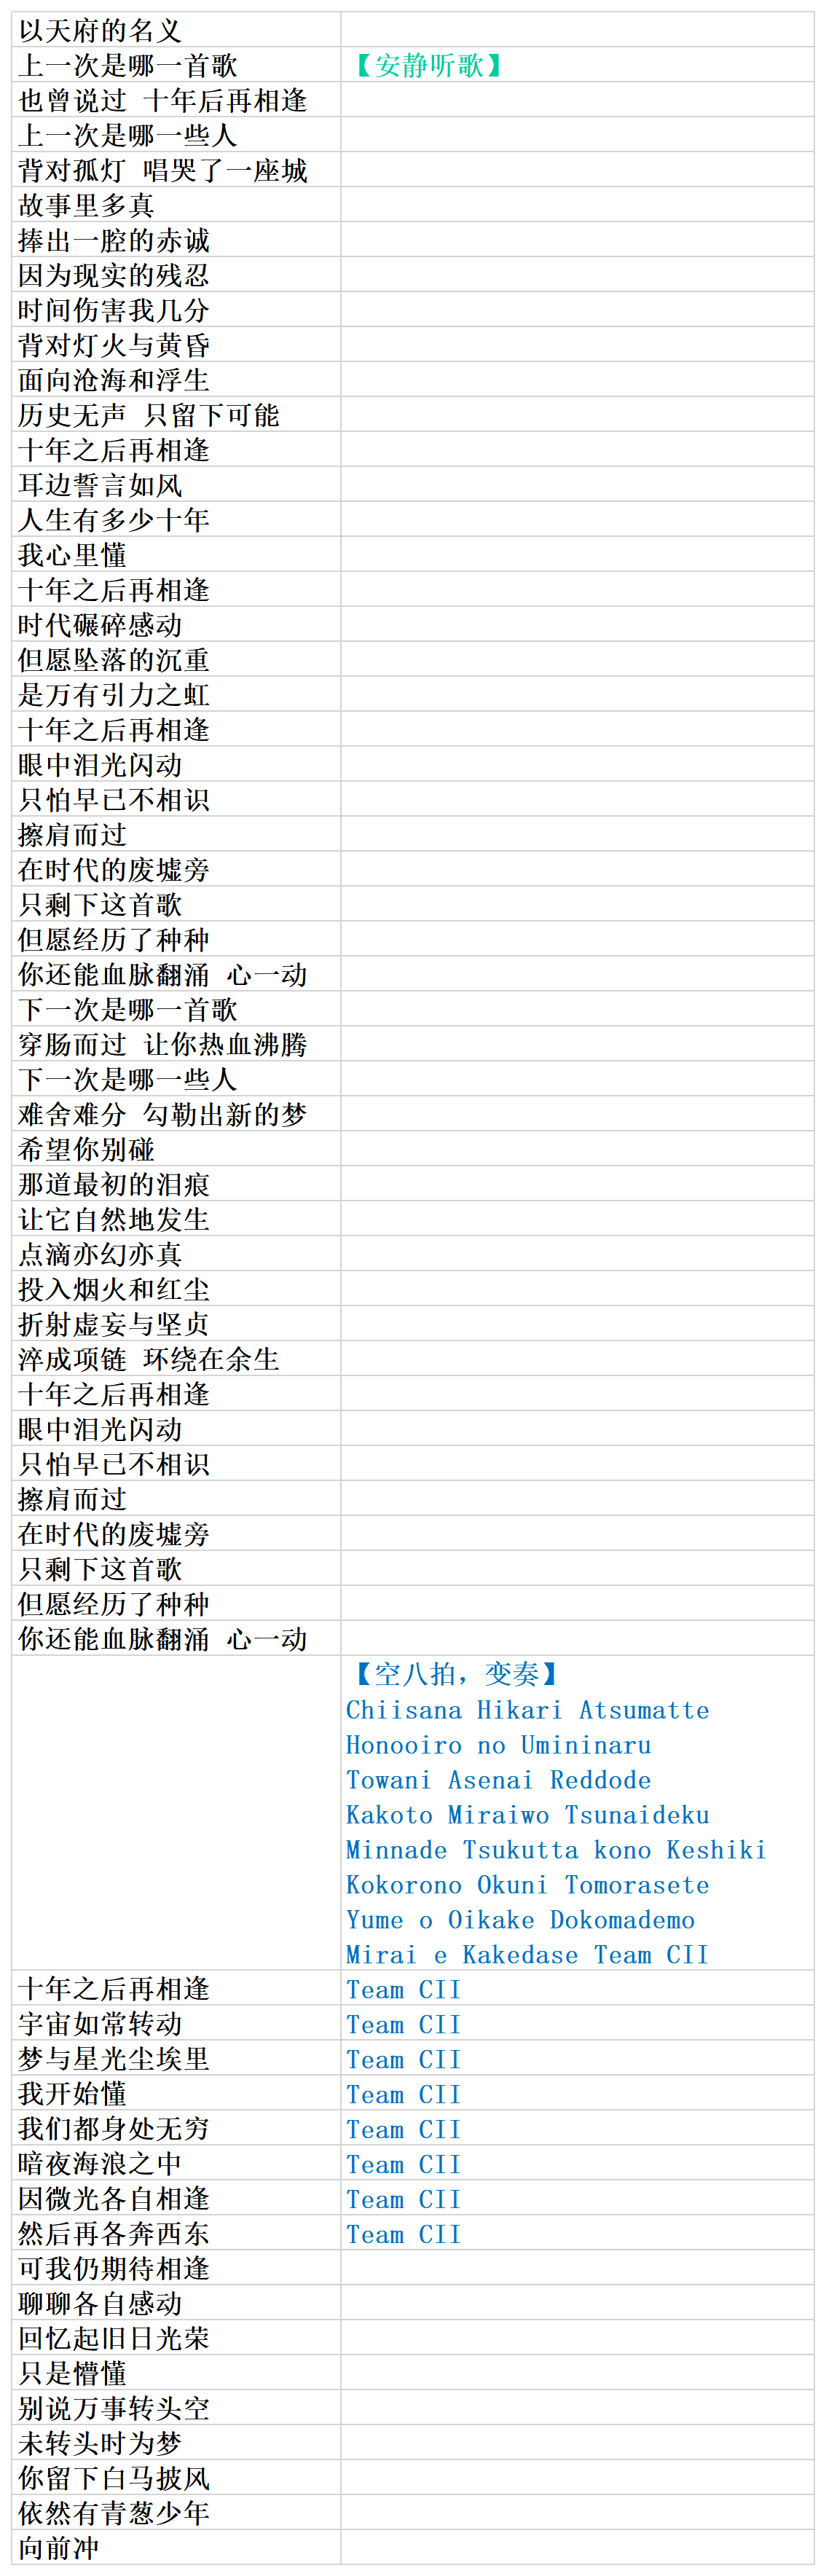 以天府的名义
上一次是哪一首歌 【安静听歌】
也曾说过 十年后再相逢
上一次是哪一些人
背对孤灯 唱哭了一座城
故事里多真
捧出一腔的赤诚
因为现实的残忍
时间伤害我几分
背对灯火与黄昏
面向沧海和浮生
历史无声 只留下可能
十年之后再相逢
耳边誓言如风
人生有多少十年
我心里懂
十年之后再相逢
时代碾碎感动
但愿坠落的沉重
是万有引力之虹
十年之后再相逢
眼中泪光闪动
只怕早已不相识
擦肩而过
在时代的废墟旁
只剩下这首歌
但愿经历了种种
你还能血脉翻涌 心一动
下一次是哪一首歌
穿肠而过 让你热血沸腾
下一次是哪一些人
难舍难分 勾勒出新的梦
希望你别碰
那道最初的泪痕
让它自然地发生
点滴亦幻亦真
投入烟火和红尘
折射虚妄与坚贞
淬成项链 环绕在余生
十年之后再相逢
眼中泪光闪动
只怕早已不相识
擦肩而过
在时代的废墟旁
只剩下这首歌
但愿经历了种种
你还能血脉翻涌 心一动
【空八拍，变奏】
Chiisana Hikari Atsumatte
Honooiro no Umininaru
Towani Asenai Reddode
Kakoto Miraiwo Tsunaideku
Minnade Tsukutta kono Keshiki
Kokorono Okuni Tomorasete
Yume o Oikake Dokomademo
Mirai e Kakedase Team CII
十年之后再相逢 Team CII
宇宙如常转动 Team CII
梦与星光尘埃里 Team CII
我开始懂 Team CII
我们都身处无穷 Team CII
暗夜海浪之中 Team CII
因微光各自相逢 Team CII
然后再各奔西东 Team CII
可我仍期待相逢
聊聊各自感动
回忆起旧日光荣
只是懵懂
别说万事转头空
未转头时为梦
你留下白马披风
依然有青葱少年
向前冲